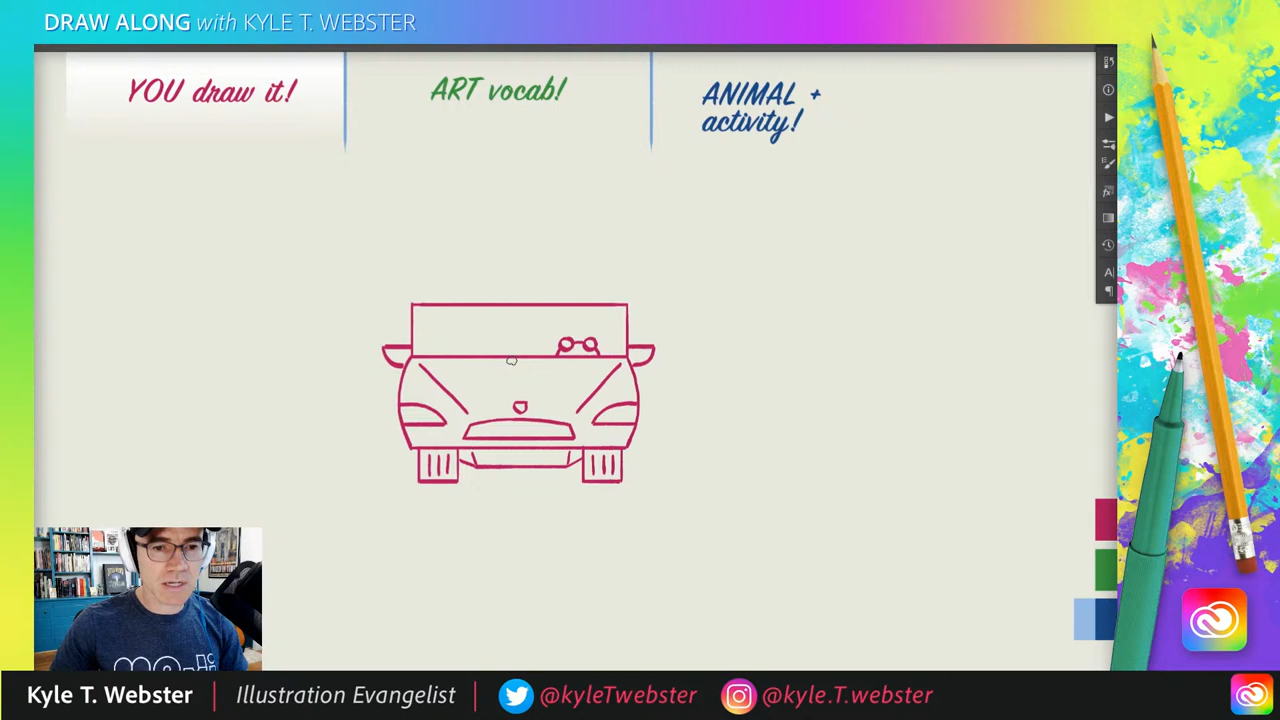 DRAW ALONG with KYLE T. WEBSTER
YOU draw it!
ART vocab!
ANIMAL +
activity!
Kyle T. Webster | Illustration Evangelist | @kyleTwebster @kyle.T.webster